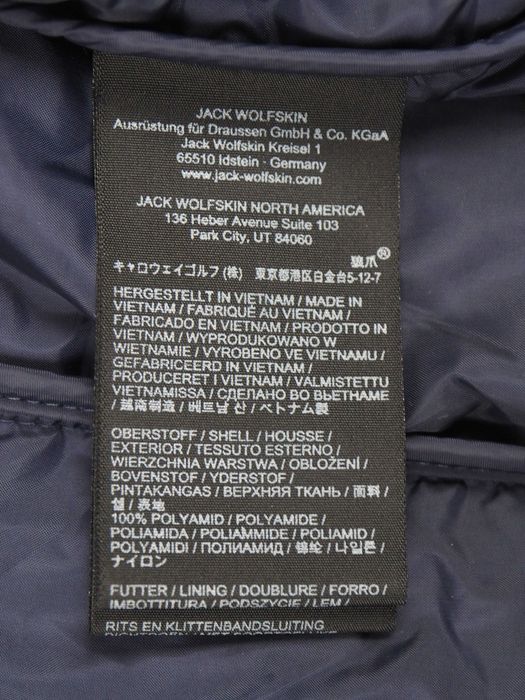 JACK WOLFSKIN
Ausrüstung für Draussen GmbH & Co. KGaA
Jack Wolfskin Kreisel 1
65510 Idstein · Germany
www.jack-wolfskin.com
JACK WOLFSKIN NORTH AMERICA
136 Heber Avenue Suite 103
Park City, UT 84060
狼爪®
キャロウェイゴルフ(株) 東京都港区白金台5-12-7
HERGESTELLT IN VIETNAM / MADE IN
VIETNAM / FABRIQUÉ AU VIETNAM /
FABRICADO EN VIETNAM / PRODOTTO IN
VIETNAM / WYPRODUKOWANO W
WIETNAMIE / VYROBENO VE VIETNAMU /
GEFABRICEERD IN VIETNAM /
PRODUCERET I VIETNAM / VALMISTETTU
VIETNAMISSA / СДЕЛАНО ВО ВЬЕТНАМЕ
/ 越南制造 / 베트남 산 / ベトナム製
OBERSTOFF / SHELL / HOUSSE /
EXTERIOR / TESSUTO ESTERNO /
WIERZCHNIA WARSTWA / OBLOŽENÍ /
BOVENSTOF / YDERSTOF /
PINTAKANGAS / ВЕРХНЯЯ ТКАНЬ / 面料 /
쉘 / 表地
100% POLYAMID / POLYAMIDE /
POLIAMIDA / POLIAMMIDE / POLIAMID /
POLYAMIDI / ПОЛИАМИД / 锦纶 / 나일론 /
ナイロン
FUTTER / LINING / DOUBLURE / FORRO /
IMBOTTITURA / PODSZYCIE / LEM /
RITS EN KLITTENBANDSLUITING